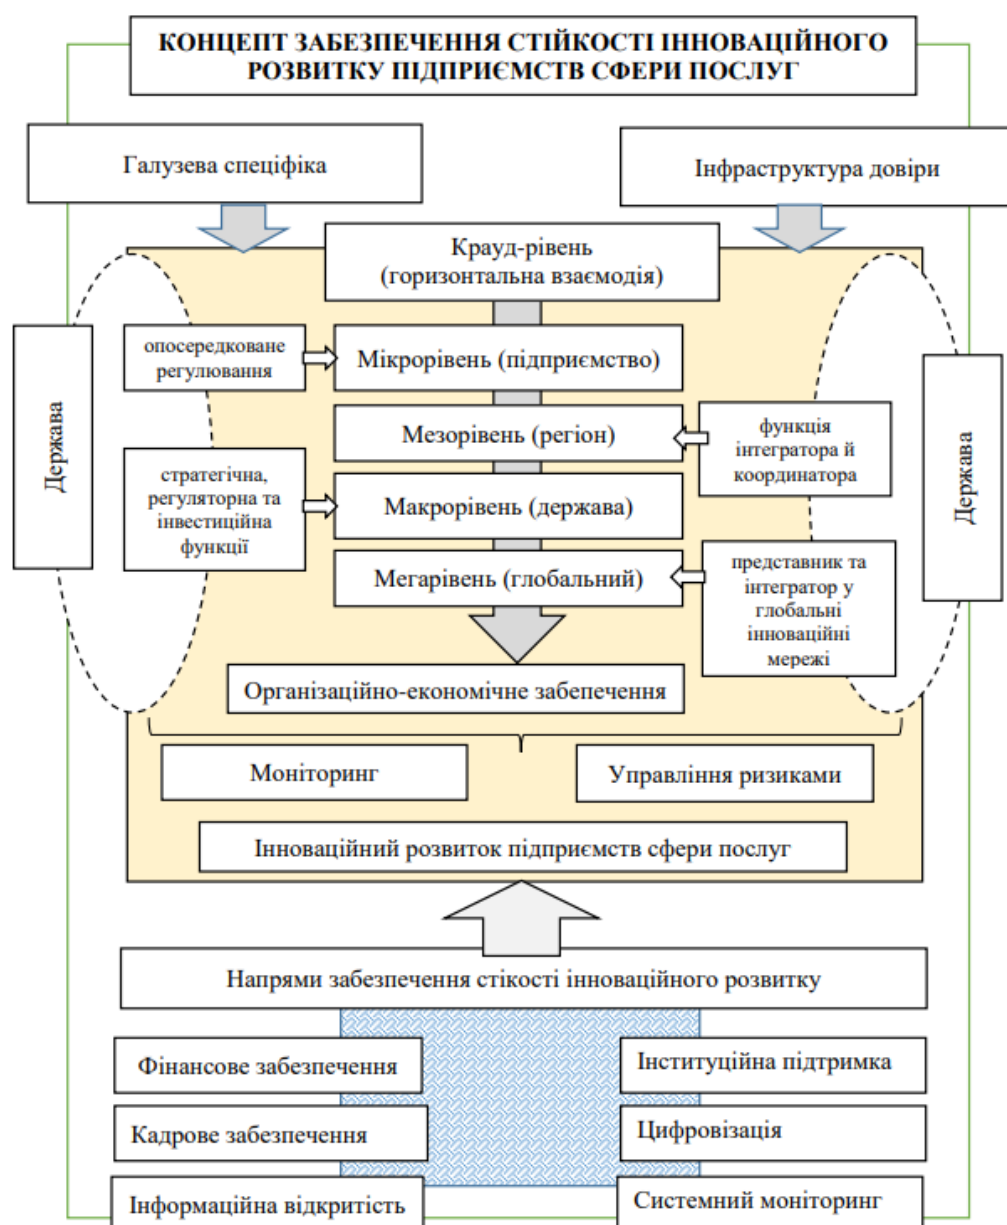 КОНЦЕПТ ЗАБЕЗПЕЧЕННЯ СТІЙКОСТІ ІННОВАЦІЙНОГО
РОЗВИТКУ ПІДПРИЄМСТВ СФЕРИ ПОСЛУГ
Галузева спеціфіка
Інфраструктура довіри
Крауд-рівень
(горизонтальна взаємодія)
Держава
опосередковане
регулювання
Мікрорівень (підприємство)
Мезорівень (регіон)
функція
інтегратора й
координатора
Держава
стратегічна,
регуляторна та
інвестиційна
функції
Макрорівень (держава)
Мегарівень (глобальний)
представник та
інтегратор у
глобальні
інноваційні
мережі
Організаційно-економічне забепечення
Моніторинг
Управління ризиками
Інноваційний розвиток підприємств сфери послуг
Напрями забезпечення стікості інноваційного розвитку
Фінансове забезпечення
Інституційна підтримка
Кадрове забезпечення
Цифровізація
Інформаційна відкритість
Системний моніторинг